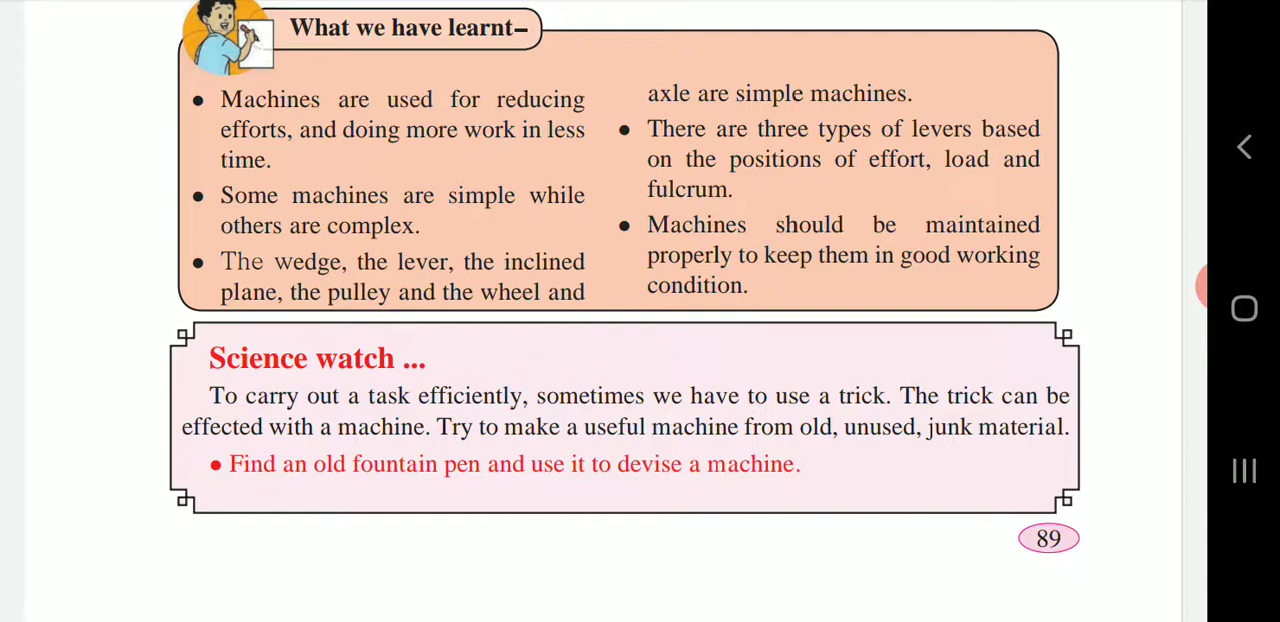 What we have learnt–
● Machines are used for reducing
efforts, and doing more work in less
time.
● Some machines are simple while
others are complex.
● The wedge, the lever, the inclined
plane, the pulley and the wheel and
axle are simple machines.
● There are three types of levers based
on the positions of effort, load and
fulcrum.
● Machines should be maintained
properly to keep them in good working
condition.
Science watch ...
To carry out a task efficiently, sometimes we have to use a trick. The trick can be
effected with a machine. Try to make a useful machine from old, unused, junk material.
● Find an old fountain pen and use it to devise a machine.
89